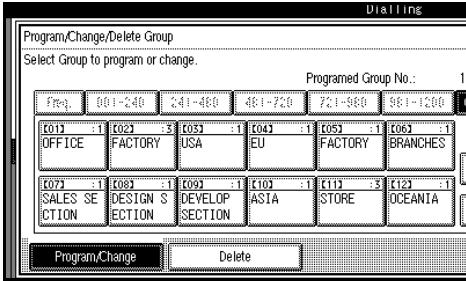 Dialling
Program/Change/Delete Group
Select Group to program or change.
Programed Group No.: 1
Freq. 001-240 241-480 481-720 721-960 961-1200
[01] :1 [02] :3 [03] :1 [04] :1 [05] :1 [06] :1
OFFICE FACTORY USA EU FACTORY BRANCHES
[07] :1 [08] :1 [09] :1 [10] :1 [11] :3 [12] :1
SALES SE DESIGN S DEVELOP ASIA STORE OCEANIA
CTION ECTION SECTION
Program/Change Delete